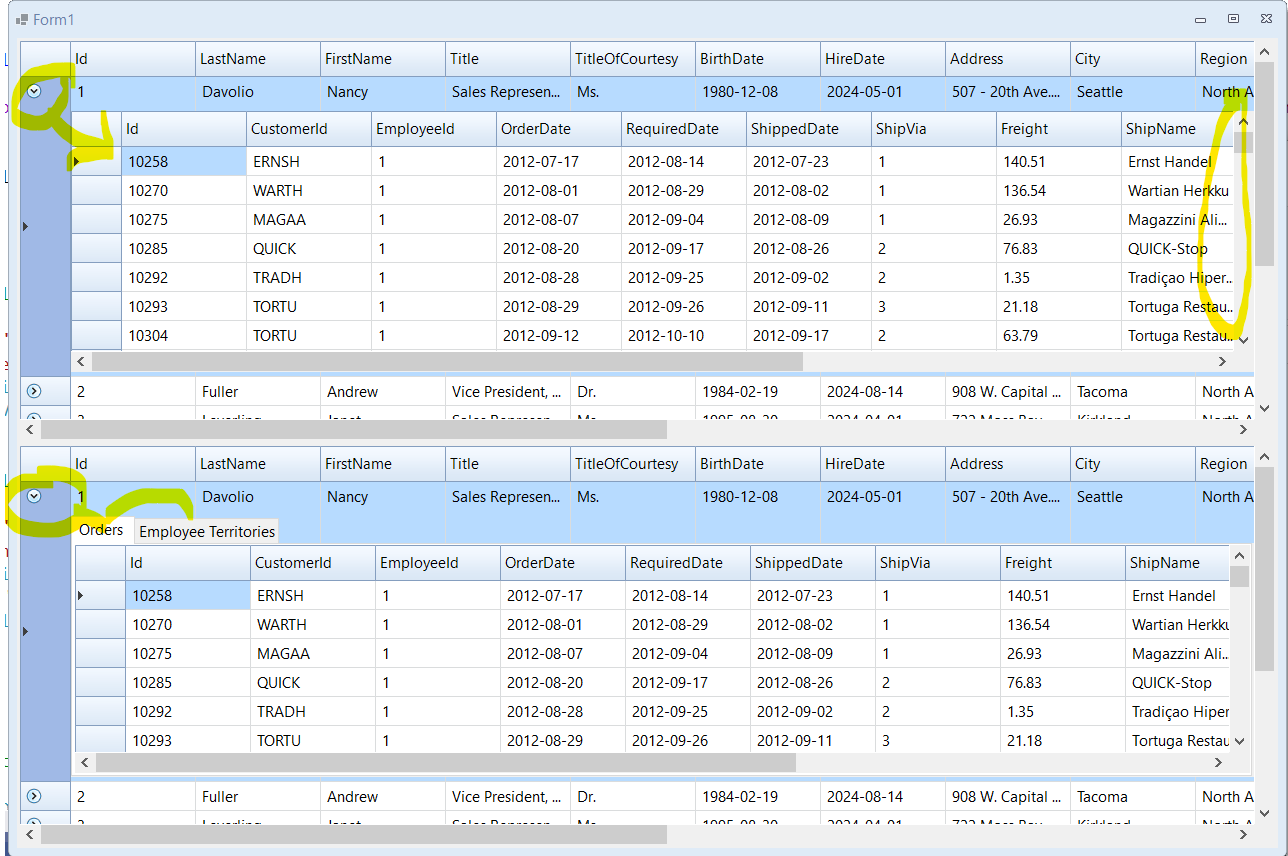 Form1
Id LastName FirstName Title TitleOfCourtesy BirthDate HireDate Address City Region
1 Davolio Nancy Sales Represen... Ms. 1980-12-08 2024-05-01 507 - 20th Ave.... Seattle North A
Id CustomerId EmployeeId OrderDate RequiredDate ShippedDate ShipVia Freight ShipName
10258 ERNSH 1 2012-07-17 2012-08-14 2012-07-23 1 140.51 Ernst Handel
10270 WARTH 1 2012-08-01 2012-08-29 2012-08-02 1 136.54 Wartian Herkku
10275 MAGAA 1 2012-08-07 2012-09-04 2012-08-09 1 26.93 Magazzini Ali...
10285 QUICK 1 2012-08-20 2012-09-17 2012-08-26 2 76.83 QUICK-Stop
10292 TRADH 1 2012-08-28 2012-09-25 2012-09-02 2 1.35 Tradiçao Hiper...
10293 TORTU 1 2012-08-29 2012-09-26 2012-09-11 3 21.18 Tortuga Restau...
10304 TORTU 1 2012-09-12 2012-10-10 2012-09-17 2 63.79 Tortuga Restau...
2 Fuller Andrew Vice President, ... Dr. 1984-02-19 2024-08-14 908 W. Capital ... Tacoma North A
Id LastName FirstName Title TitleOfCourtesy BirthDate HireDate Address City Region
1 Davolio Nancy Sales Represen... Ms. 1980-12-08 2024-05-01 507 - 20th Ave.... Seattle North A
Orders Employee Territories
Id CustomerId EmployeeId OrderDate RequiredDate ShippedDate ShipVia Freight ShipName
10258 ERNSH 1 2012-07-17 2012-08-14 2012-07-23 1 140.51 Ernst Handel
10270 WARTH 1 2012-08-01 2012-08-29 2012-08-02 1 136.54 Wartian Herkku
10275 MAGAA 1 2012-08-07 2012-09-04 2012-08-09 1 26.93 Magazzini Ali...
10285 QUICK 1 2012-08-20 2012-09-17 2012-08-26 2 76.83 QUICK-Stop
10292 TRADH 1 2012-08-28 2012-09-25 2012-09-02 2 1.35 Tradiçao Hiper
10293 TORTU 1 2012-08-29 2012-09-26 2012-09-11 3 21.18 Tortuga Restau
2 Fuller Andrew Vice President, ... Dr. 1984-02-19 2024-08-14 908 W. Capital ... Tacoma North A